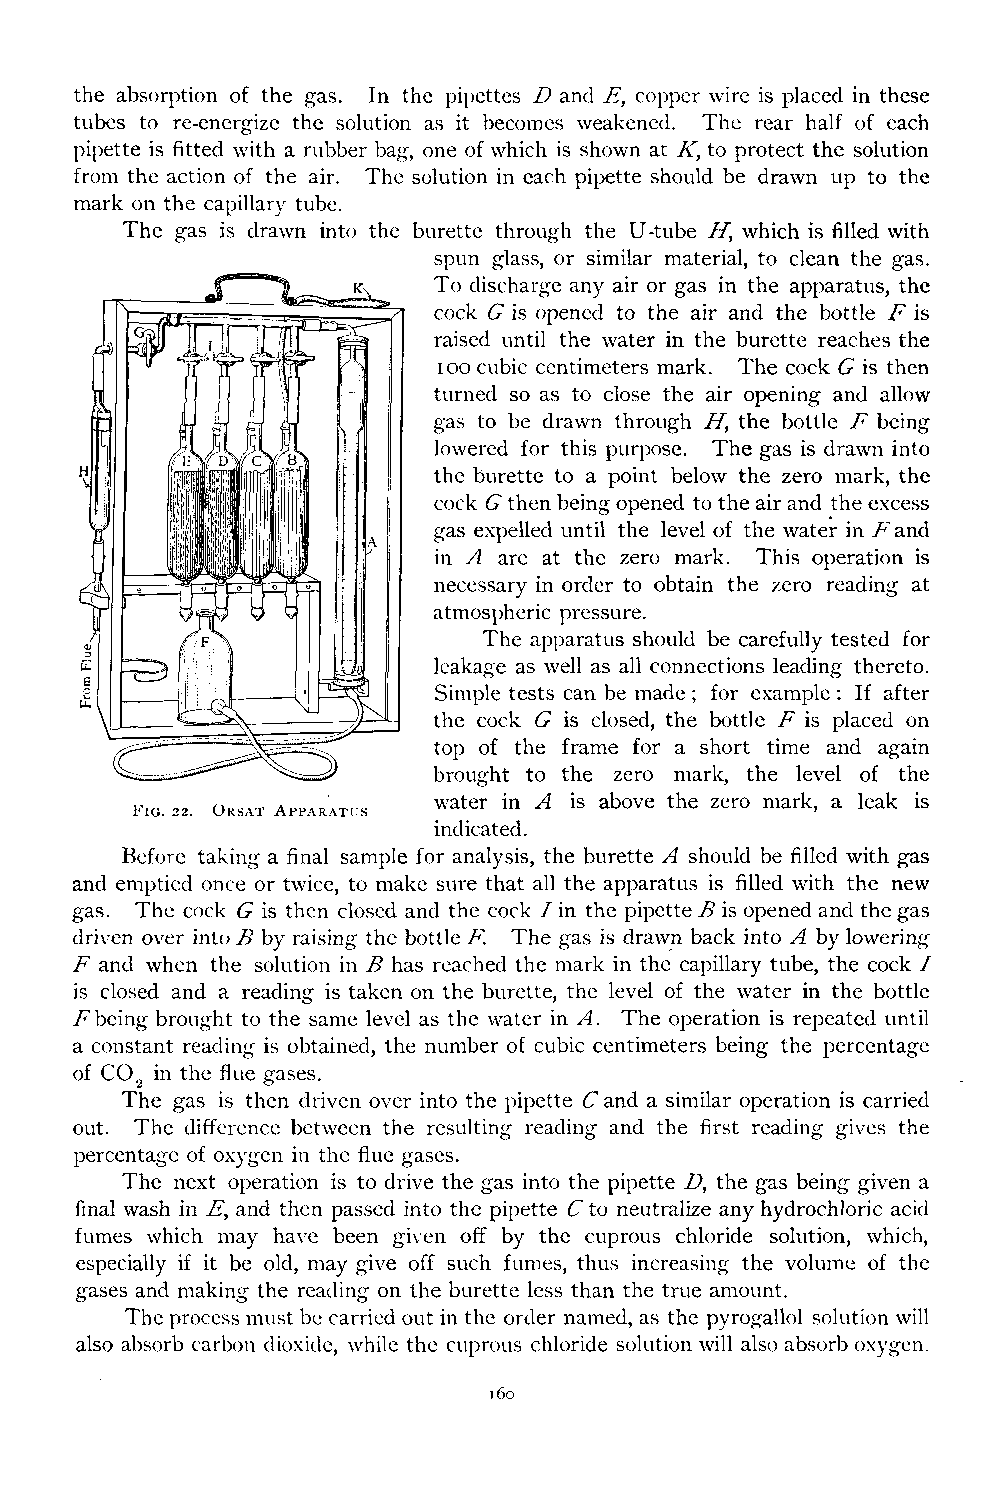 the absorption of the gas. In the pipettes D and E, copper wire is placed in these
tubes to re-energize the solution as it becomes weakened. The rear half of each
pipette is fitted with a rubber bag, one of which is shown at K, to protect the solution
from the action of the air. The solution in each pipette should be drawn up to the
mark on the capillary tube.
The gas is drawn into the burette through the U-tube H, which is filled with
spun glass, or similar material, to clean the gas.
To discharge any air or gas in the apparatus, the
cock G is opened to the air and the bottle F is
raised until the water in the burette reaches the
100 cubic centimeters mark. The cock G is then
turned so as to close the air opening and allow
gas to be drawn through H, the bottle F being
lowered for this purpose. The gas is drawn into
the burette to a point below the zero mark, the
cock G then being opened to the air and the excess
gas expelled until the level of the water in F and
in A are at the zero mark. This operation is
necessary in order to obtain the zero reading at
atmospheric pressure.
The apparatus should be carefully tested for
leakage as well as all connections leading thereto.
Simple tests can be made; for example: If after
the cock G is closed, the bottle F is placed on
top of the frame for a short time and again
brought to the zero mark, the level of the
water in A is above the zero mark, a leak is
indicated.
K
G
I
E D C B
H
A
F
From Flue
FIG. 22. ORSAT APPARATUS
Before taking a final sample for analysis, the burette A should be filled with gas
and emptied once or twice, to make sure that all the apparatus is filled with the new
gas. The cock G is then closed and the cock I in the pipette B is opened and the gas
driven over into B by raising the bottle F. The gas is drawn back into A by lowering
F and when the solution in B has reached the mark in the capillary tube, the cock I
is closed and a reading is taken on the burette, the level of the water in the bottle
F being brought to the same level as the water in A. The operation is repeated until
a constant reading is obtained, the number of cubic centimeters being the percentage
of CO₂ in the flue gases.
The gas is then driven over into the pipette C and a similar operation is carried
out. The difference between the resulting reading and the first reading gives the
percentage of oxygen in the flue gases.
The next operation is to drive the gas into the pipette D, the gas being given a
final wash in E, and then passed into the pipette C to neutralize any hydrochloric acid
fumes which may have been given off by the cuprous chloride solution, which,
especially if it be old, may give off such fumes, thus increasing the volume of the
gases and making the reading on the burette less than the true amount.
The process must be carried out in the order named, as the pyrogallol solution will
also absorb carbon dioxide, while the cuprous chloride solution will also absorb oxygen.
160